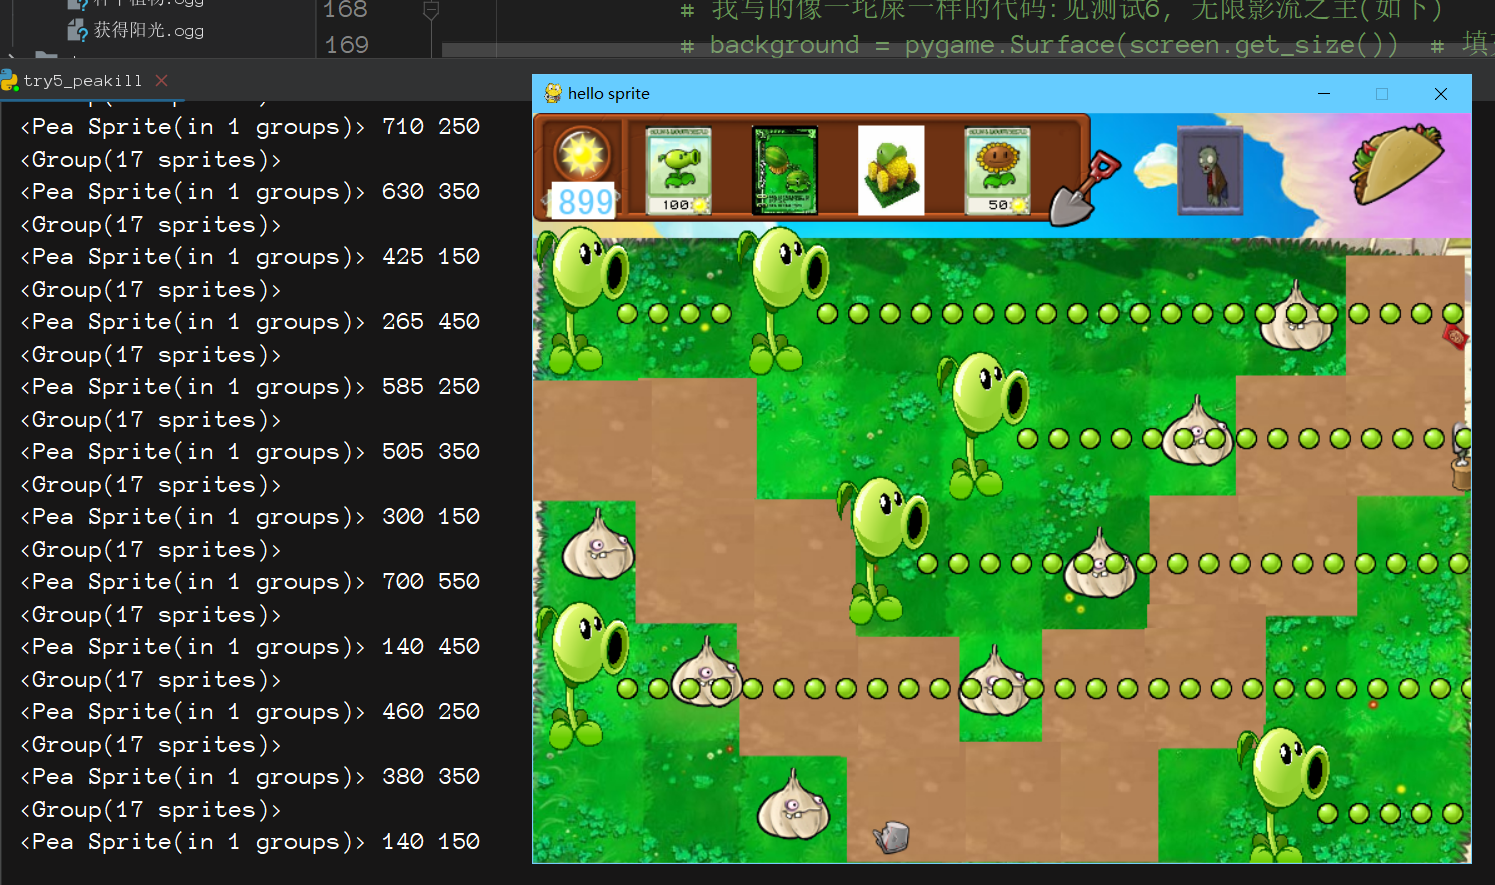 种下植物.ogg
获得阳光.ogg
168
# 我写的像一坨屎一样的代码:见测试6, 无限影流之主(如下)
169
# background = pygame.Surface(screen.get_size()) # 填充
try5_peakill
hello sprite
<Pea Sprite(in 1 groups)> 710 250
<Group(17 sprites)>
<Pea Sprite(in 1 groups)> 630 350
<Group(17 sprites)>
<Pea Sprite(in 1 groups)> 425 150
<Group(17 sprites)>
<Pea Sprite(in 1 groups)> 265 450
<Group(17 sprites)>
<Pea Sprite(in 1 groups)> 585 250
<Group(17 sprites)>
<Pea Sprite(in 1 groups)> 505 350
<Group(17 sprites)>
<Pea Sprite(in 1 groups)> 300 150
<Group(17 sprites)>
<Pea Sprite(in 1 groups)> 700 550
<Group(17 sprites)>
<Pea Sprite(in 1 groups)> 140 450
<Group(17 sprites)>
<Pea Sprite(in 1 groups)> 460 250
<Group(17 sprites)>
<Pea Sprite(in 1 groups)> 380 350
<Group(17 sprites)>
<Pea Sprite(in 1 groups)> 140 150
899
100
50